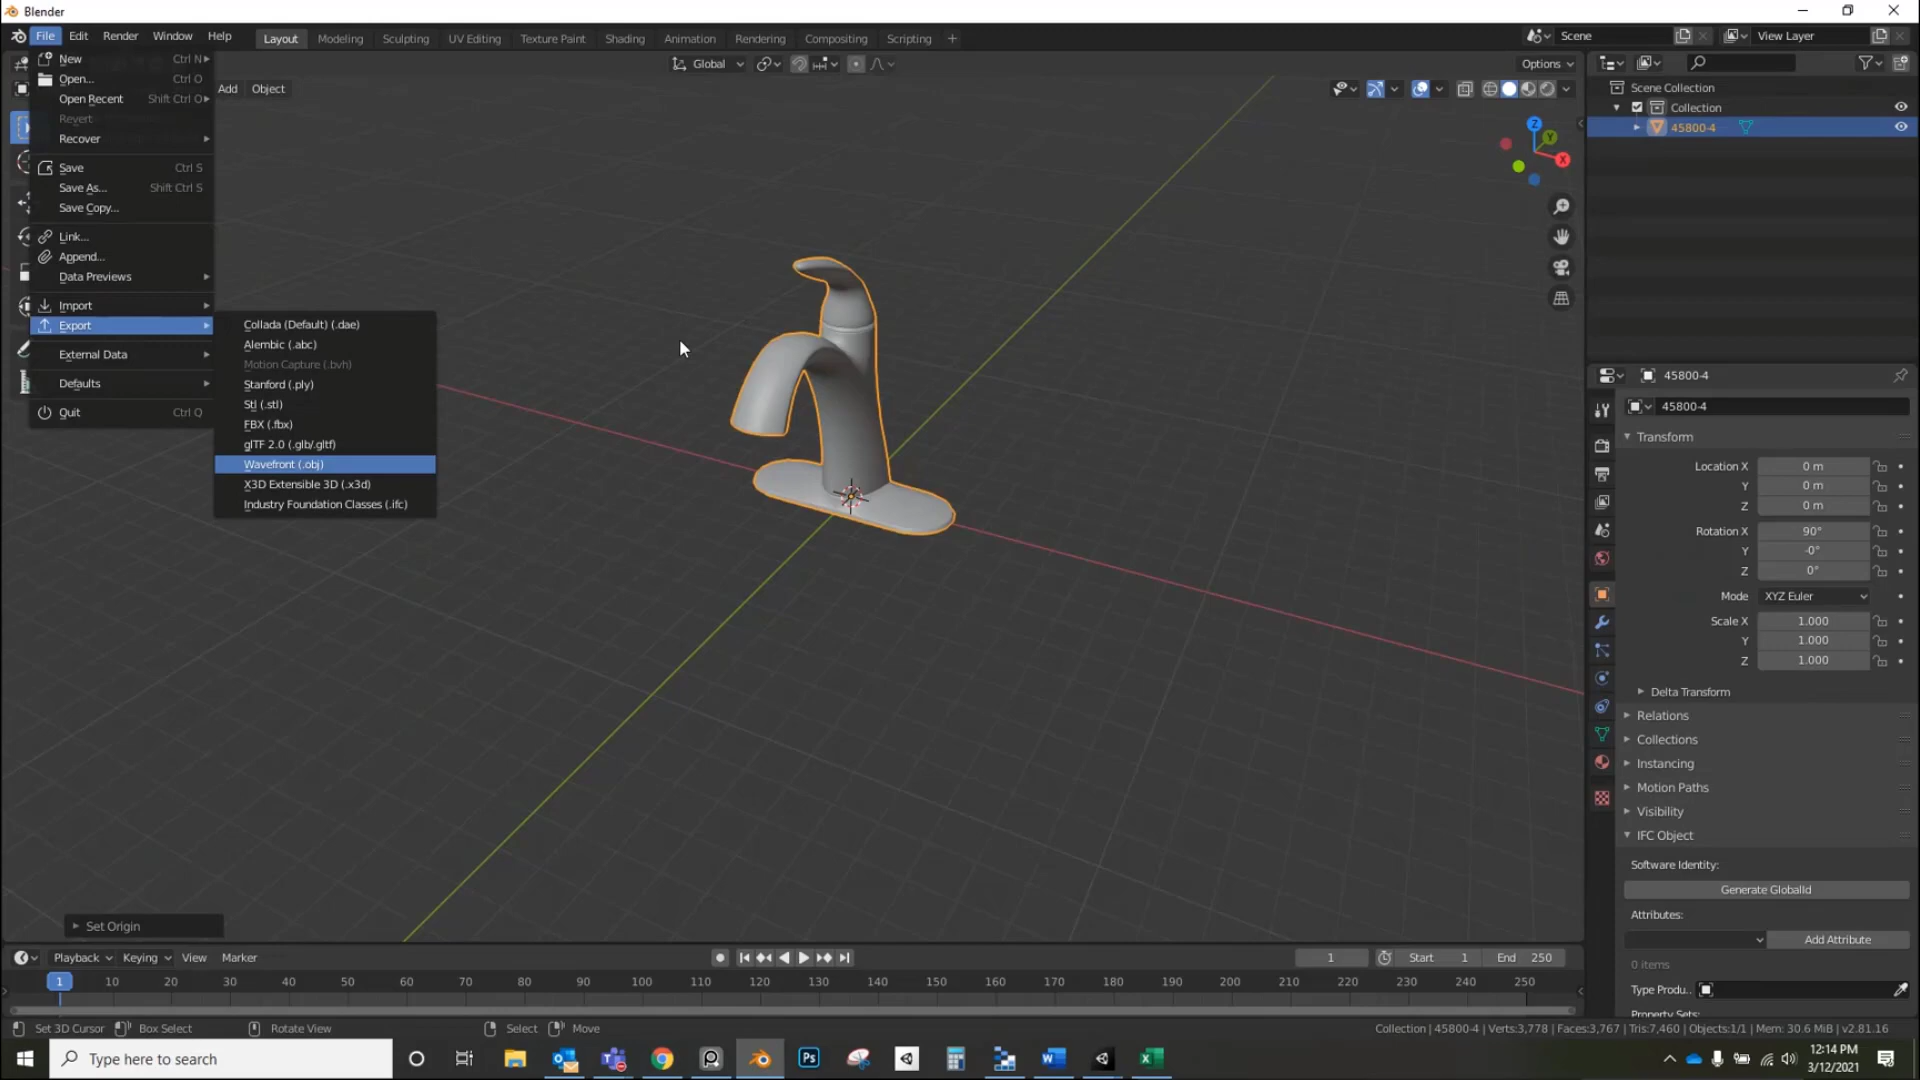 Blender
File Edit Render Window Help
Layout Modeling Sculpting UV Editing Texture Paint Shading Animation Rendering Compositing Scripting +
Scene
View Layer
Global
Options
Add Object
New Ctrl N
Open... Ctrl O
Open Recent Shift Ctrl O
Revert
Recover
Save Ctrl S
Save As... Shift Ctrl S
Save Copy...
Link...
Append...
Data Previews
Import
Export
External Data
Defaults
Quit Ctrl Q
Collada (Default) (.dae)
Alembic (.abc)
Motion Capture (.bvh)
Stanford (.ply)
Stl (.stl)
FBX (.fbx)
glTF 2.0 (.glb/.gltf)
Wavefront (.obj)
X3D Extensible 3D (.x3d)
Industry Foundation Classes (.ifc)
Z
Y
X
Set Origin
Scene Collection
Collection
45800-4
45800-4
45800-4
Transform
Location X 0 m
Y 0 m
Z 0 m
Rotation X 90°
Y -0°
Z 0°
Mode XYZ Euler
Scale X 1.000
Y 1.000
Z 1.000
Delta Transform
Relations
Collections
Instancing
Motion Paths
Visibility
IFC Object
Software Identity:
Generate GlobalId
Attributes:
Add Attribute
0 items
Type Produ..
Property Sets:
Playback Keying View Marker
1 Start 1 End 250
1 10 20 30 40 50 60 70 80 90 100 110 120 130 140 150 160 170 180 190 200 210 220 230 240 250
Set 3D Cursor Box Select Rotate View Select Move
Collection | 45800-4 | Verts:3,778 | Faces:3,767 | Tris:7,460 | Objects:1/1 | Mem: 30.6 MiB | v2.81.16
Type here to search
Ps
12:14 PM
3/12/2021